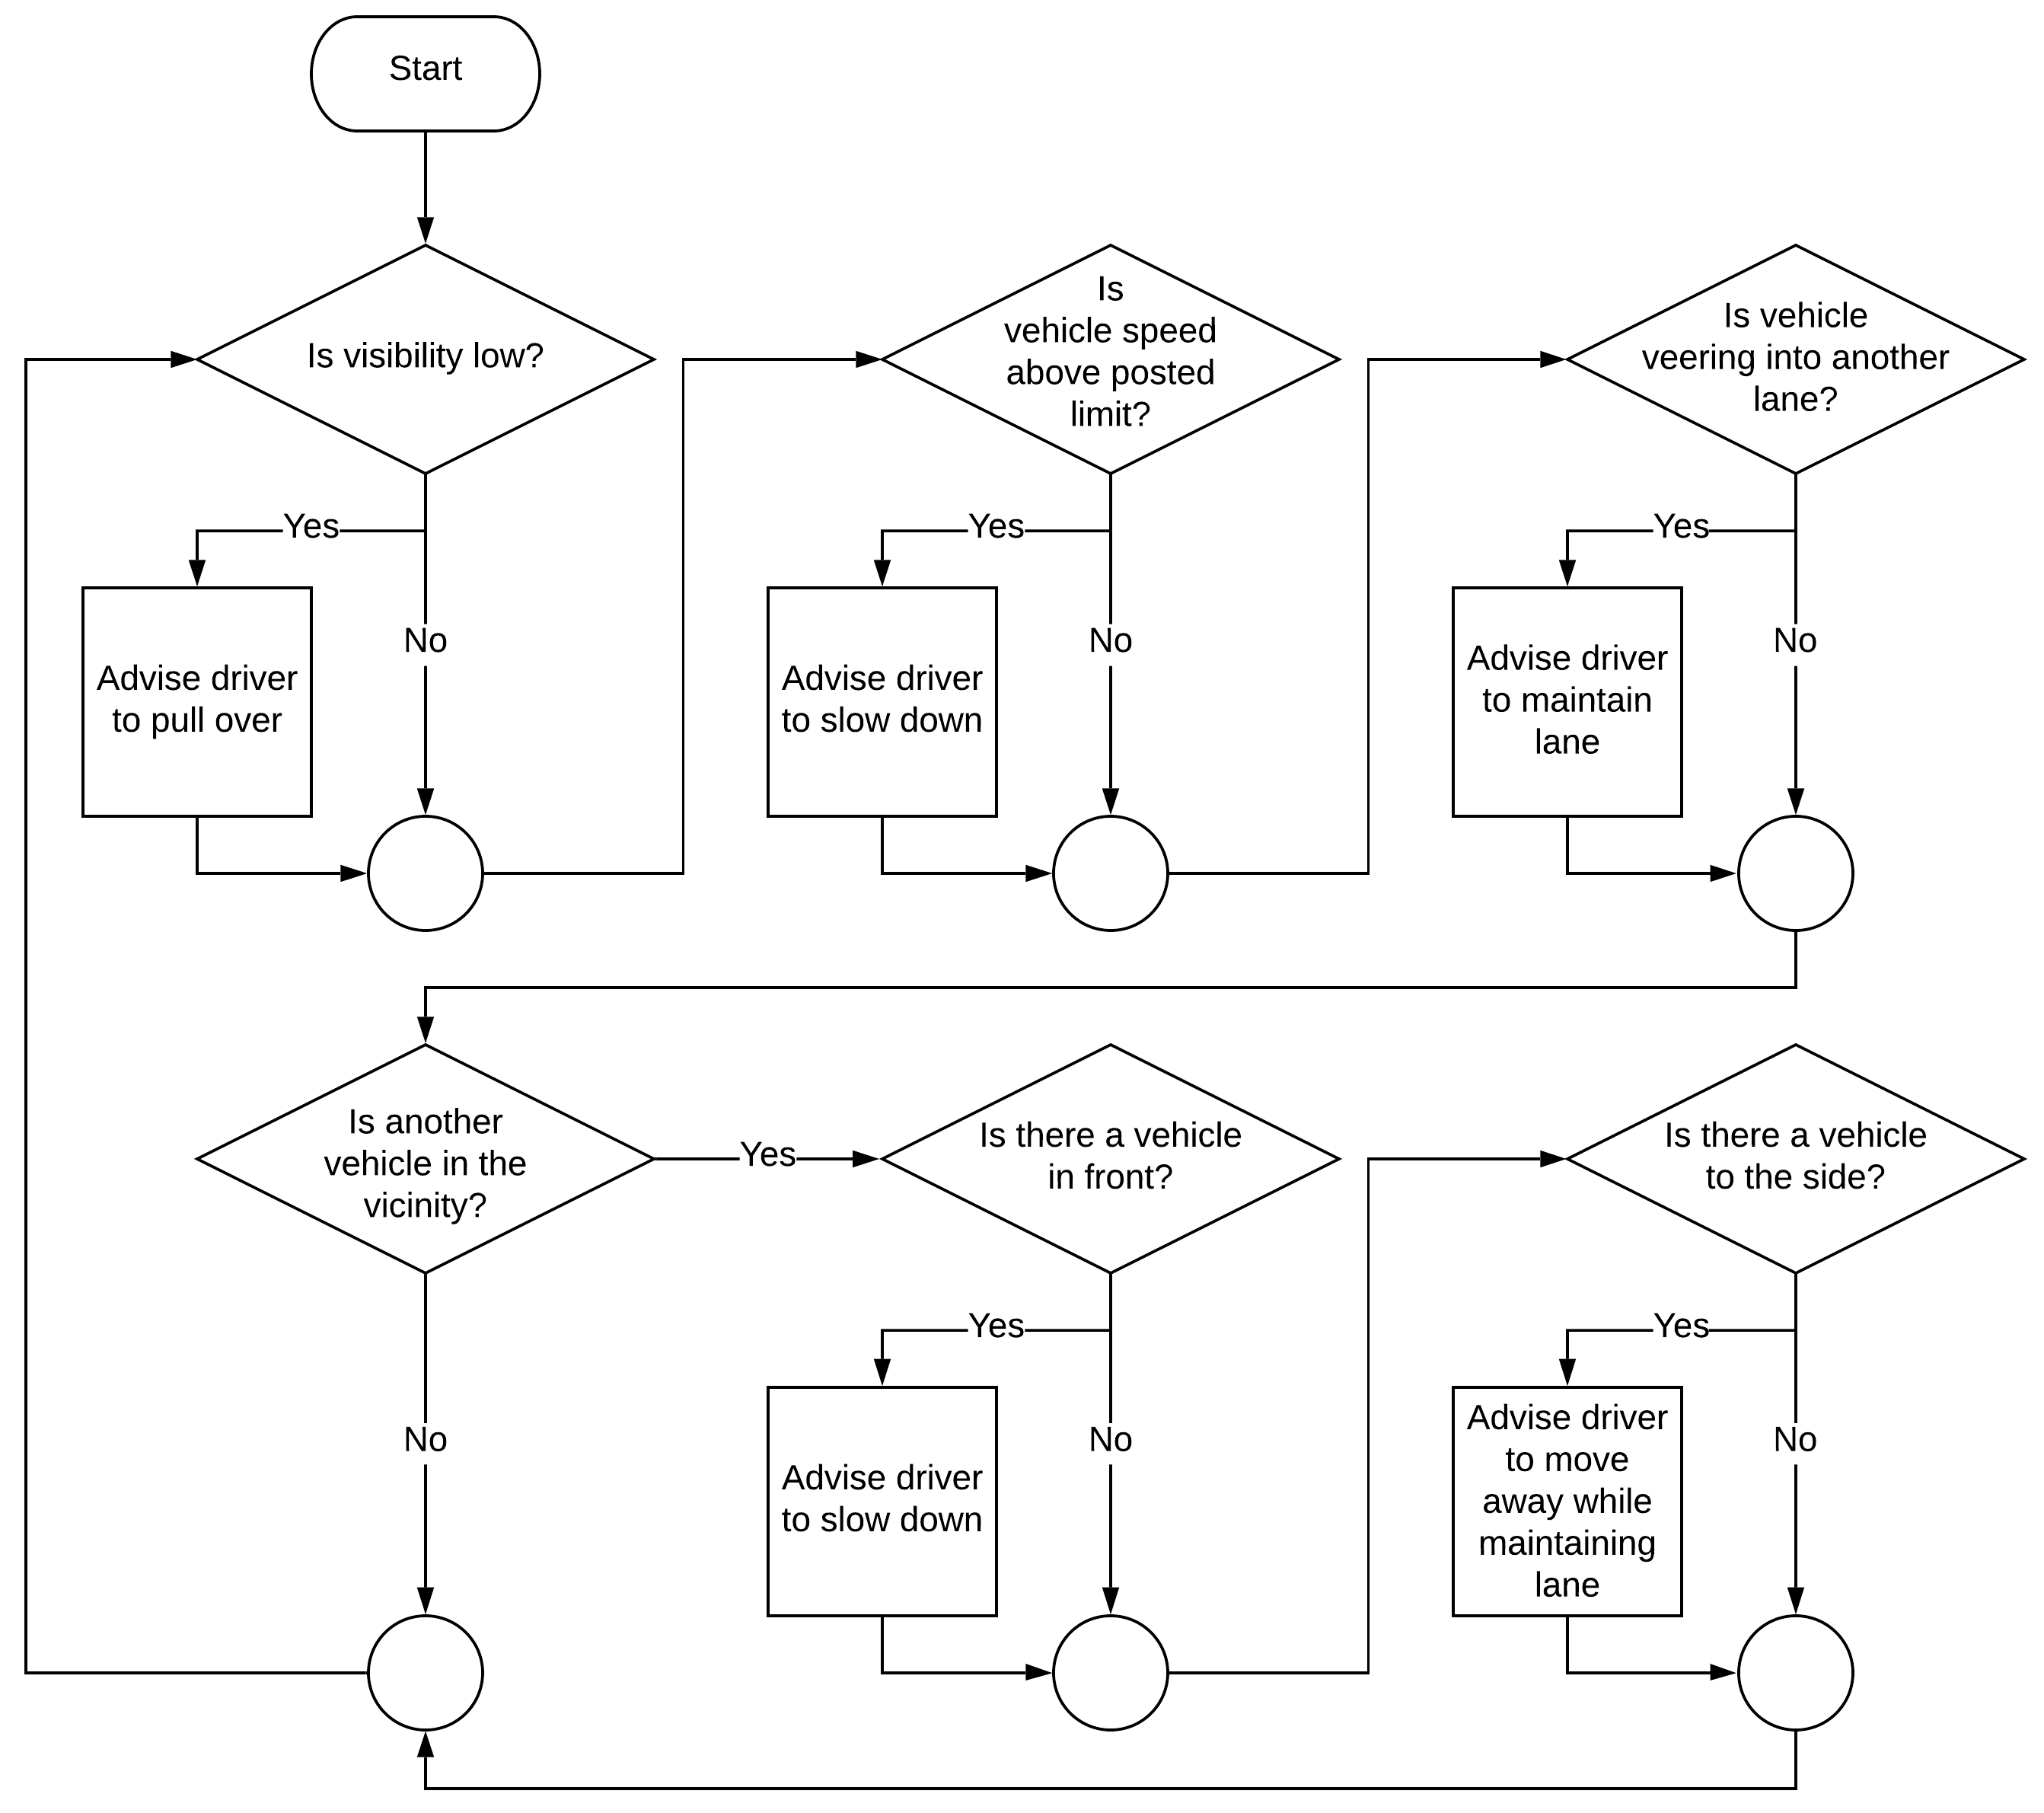 Start
Is visibility low?
Yes
No
Advise driver
to pull over
Is
vehicle speed
above posted
limit?
Yes
No
Advise driver
to slow down
Is vehicle
veering into another
lane?
Yes
No
Advise driver
to maintain
lane
Is another
vehicle in the
vicinity?
Yes
No
Is there a vehicle
in front?
Yes
No
Advise driver
to slow down
Is there a vehicle
to the side?
Yes
No
Advise driver
to move
away while
maintaining
lane